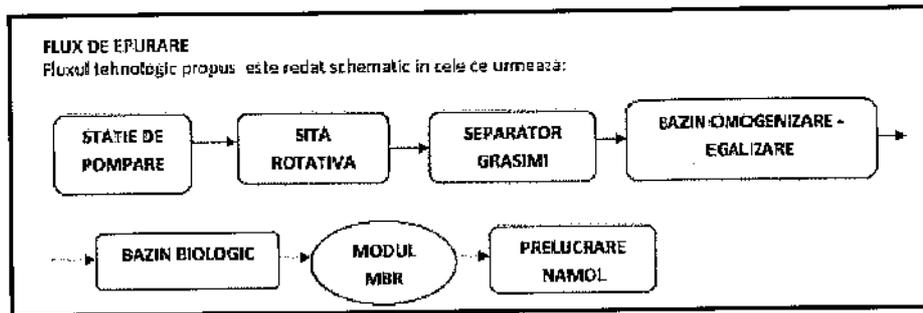 FLUX DE EPURARE
Fluxul tehnologic propus este redat schematic in cele ce urmează:
STATIE DE
POMPARE
SITA
ROTATIVA
SEPARATOR
GRASIMI
BAZIN OMOGENIZARE -
EGALIZARE
BAZIN BIOLOGIC
MODUL
MBR
PRELUCRARE
NAMOL